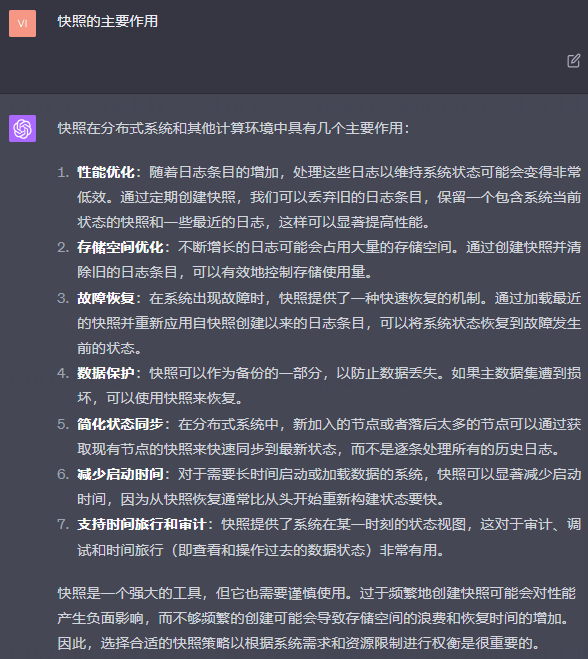 VI
快照的主要作用
快照在分布式系统和其他计算环境中具有几个主要作用：
1. 性能优化：随着日志条目的增加，处理这些日志以维持系统状态可能会变得非常
低效。通过定期创建快照，我们可以丢弃旧的日志条目，保留一个包含系统当前
状态的快照和一些最近的日志，这样可以显著提高性能。
2. 存储空间优化：不断增长的日志可能会占用大量的存储空间。通过创建快照并清
除旧的日志条目，可以有效地控制存储使用量。
3. 故障恢复：在系统出现故障时，快照提供了一种快速恢复的机制。通过加载最近
的快照并重新应用自快照创建以来的日志条目，可以将系统状态恢复到故障发生
前的状态。
4. 数据保护：快照可以作为备份的一部分，以防止数据丢失。如果主数据集遭到损
坏，可以使用快照来恢复。
5. 简化状态同步：在分布式系统中，新加入的节点或者落后太多的节点可以通过获
取现有节点的快照来快速同步到最新状态，而不是逐条处理所有的历史日志。
6. 减少启动时间：对于需要长时间启动或加载数据的系统，快照可以显著减少启动
时间，因为从快照恢复通常比从头开始重新构建状态要快。
7. 支持时间旅行和审计：快照提供了系统在某一时刻的状态视图，这对于审计、调
试和时间旅行（即查看和操作过去的数据状态）非常有用。
快照是一个强大的工具，但它也需要谨慎使用。过于频繁地创建快照可能会对性能
产生负面影响，而不够频繁的创建可能会导致存储空间的浪费和恢复时间的增加。
因此，选择合适的快照策略以根据系统需求和资源限制进行权衡是很重要的。